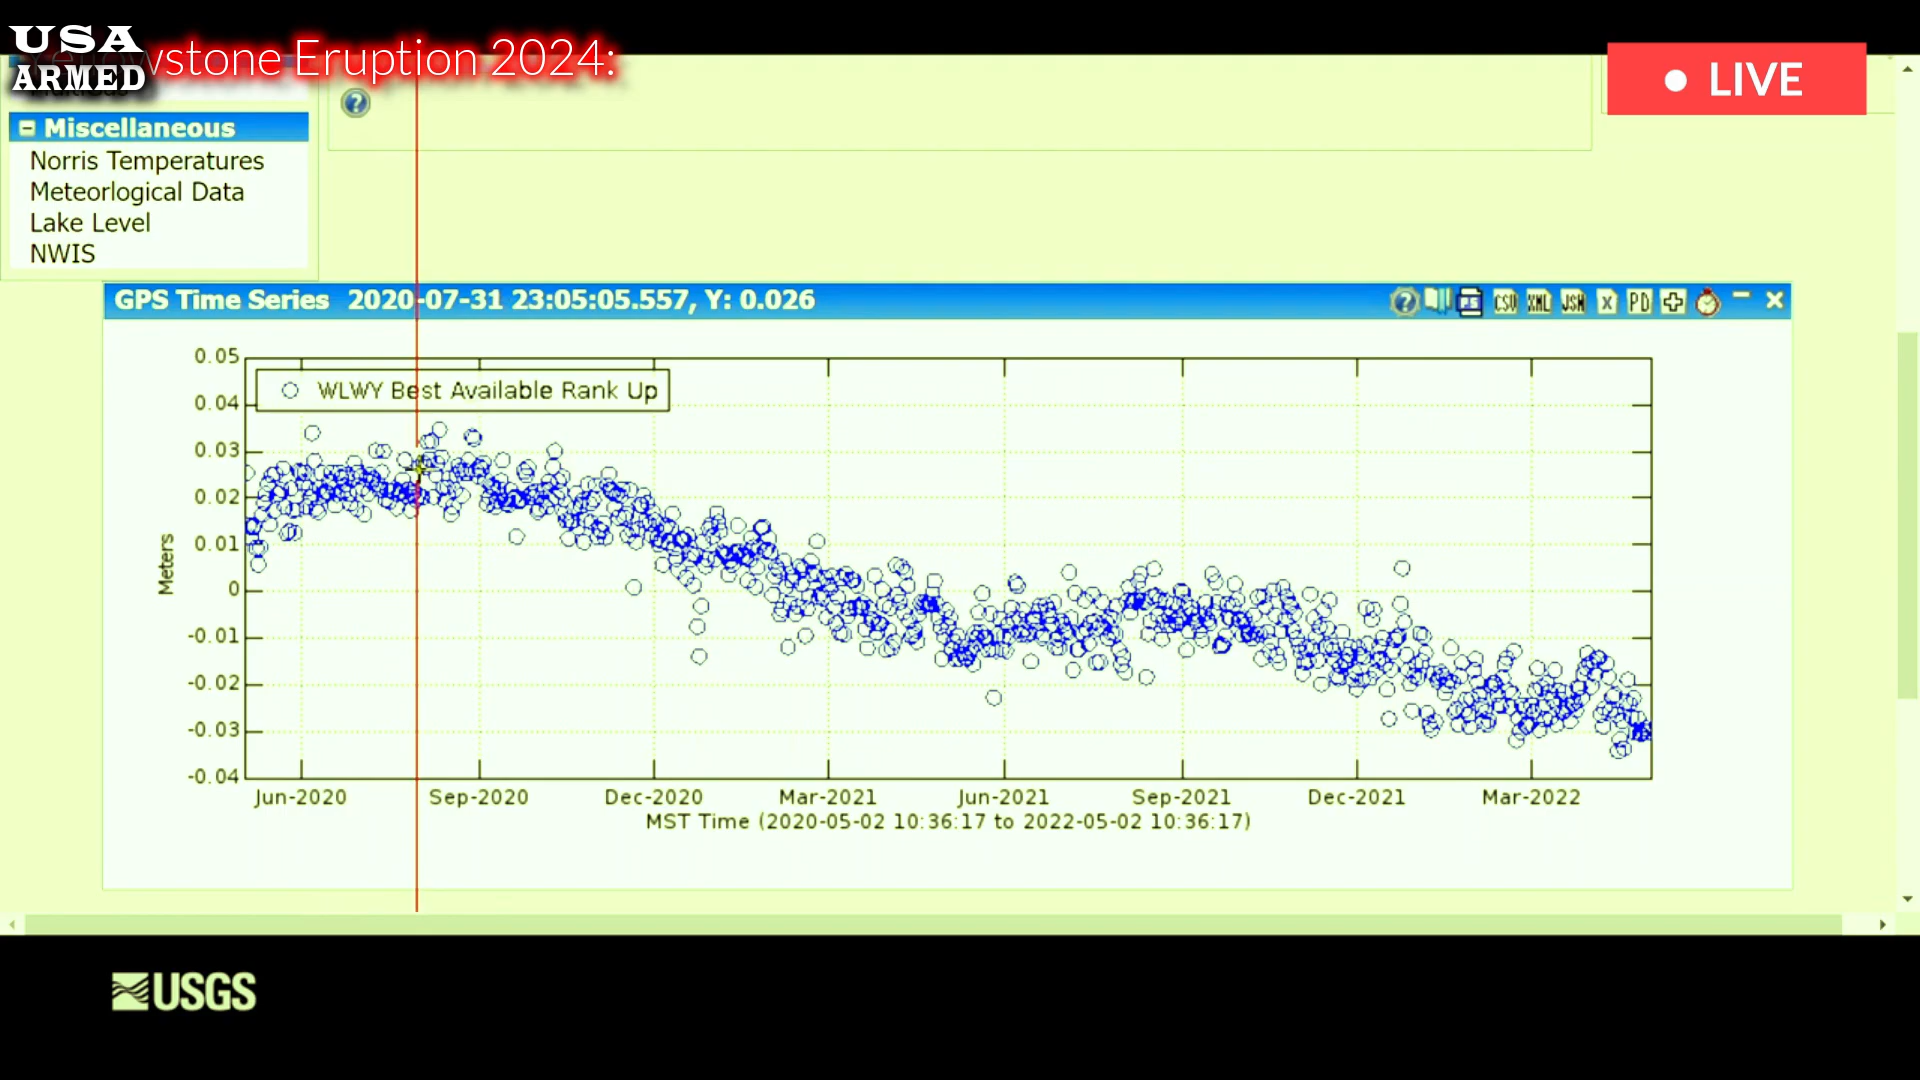 USA
ARMED
wstone Eruption 2024:
LIVE
Miscellaneous
Norris Temperatures
Meteorlogical Data
Lake Level
NWIS
GPS Time Series 2020-07-31 23:05:05.557, Y: 0.026
CSV XML JSN X PD
0.05
WLWY Best Available Rank Up
0.04
0.03
0.02
0.01
0
-0.01
-0.02
-0.03
-0.04
Meters
Jun-2020 Sep-2020 Dec-2020 Mar-2021 Jun-2021 Sep-2021 Dec-2021 Mar-2022
MST Time (2020-05-02 10:36:17 to 2022-05-02 10:36:17)
USGS